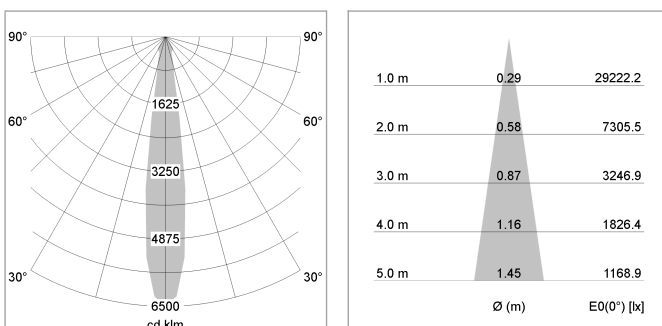 90° 90°
1625
60° 60°
3250
4875
30° 30°
6500
cd klm
1.0 m 0.29 29222.2
2.0 m 0.58 7305.5
3.0 m 0.87 3246.9
4.0 m 1.16 1826.4
5.0 m 1.45 1168.9
Ø (m) E0(0°) [lx]